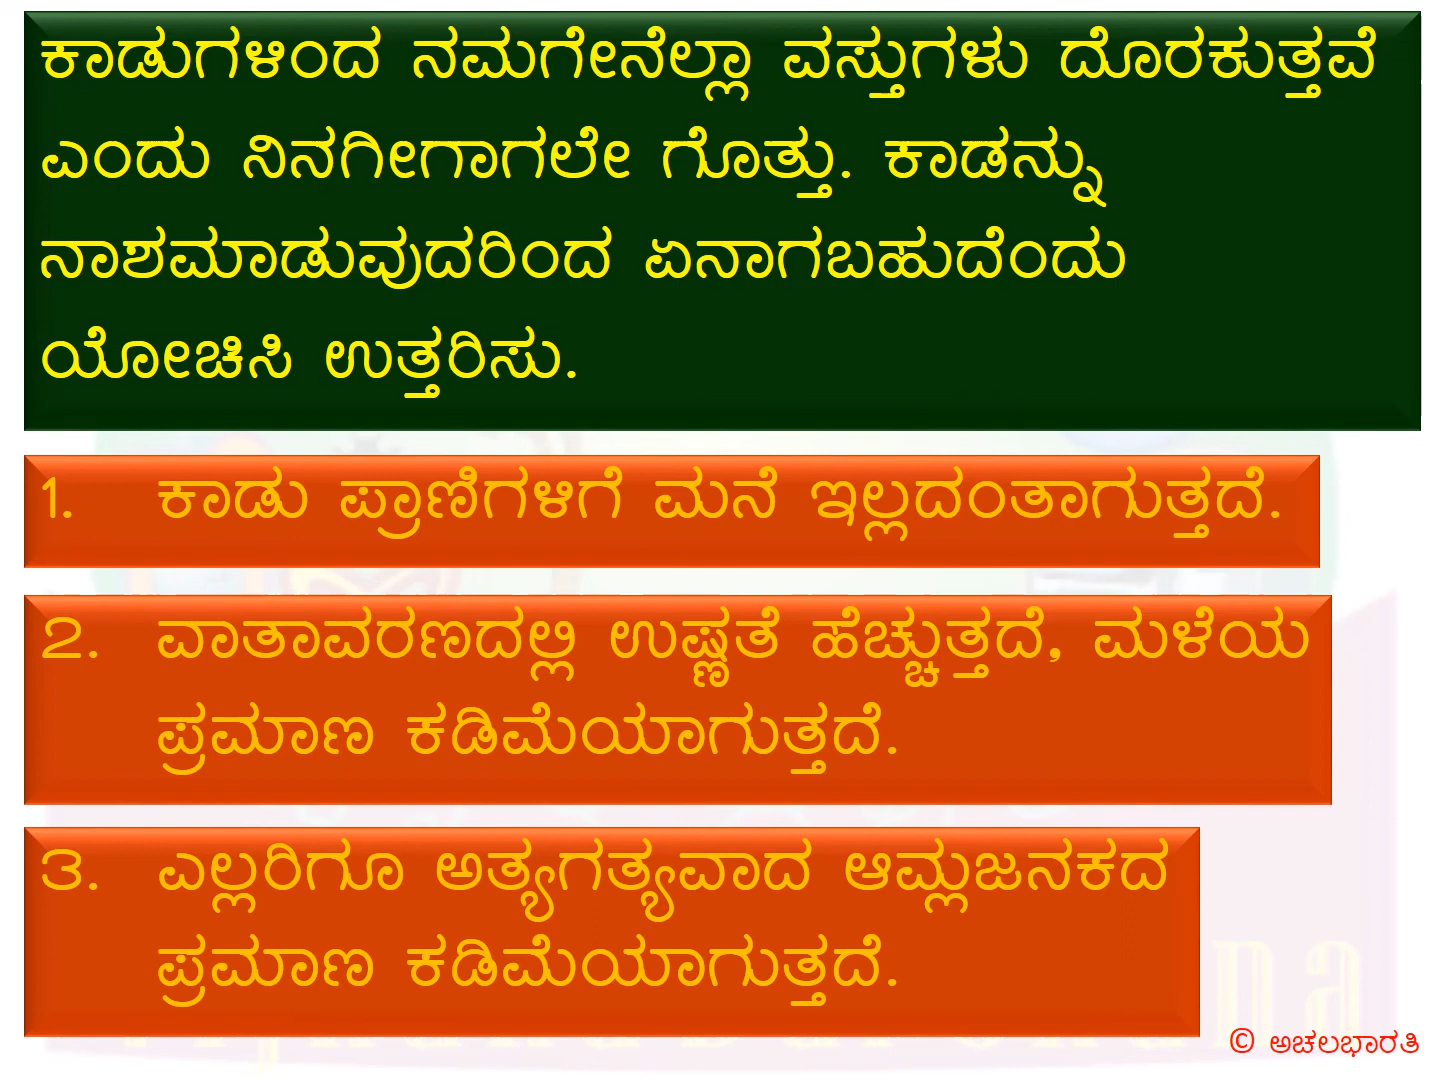 ಕಾಡುಗಳಿಂದ ನಮಗೇನೆಲ್ಲಾ ವಸ್ತುಗಳು ದೊರಕುತ್ತವೆ
ಎಂದು ನಿನಗೀಗಾಗಲೇ ಗೊತ್ತು. ಕಾಡನ್ನು
ನಾಶಮಾಡುವುದರಿಂದ ಏನಾಗಬಹುದೆಂದು
ಯೋಚಿಸಿ ಉತ್ತರಿಸು.
1. ಕಾಡು ಪ್ರಾಣಿಗಳಿಗೆ ಮನೆ ಇಲ್ಲದಂತಾಗುತ್ತದೆ.
2. ವಾತಾವರಣದಲ್ಲಿ ಉಷ್ಣತೆ ಹೆಚ್ಚುತ್ತದೆ, ಮಳೆಯ
ಪ್ರಮಾಣ ಕಡಿಮೆಯಾಗುತ್ತದೆ.
3. ಎಲ್ಲರಿಗೂ ಅತ್ಯಗತ್ಯವಾದ ಆಮ್ಲಜನಕದ
ಪ್ರಮಾಣ ಕಡಿಮೆಯಾಗುತ್ತದೆ.
© ಅಚಲಭಾರತಿ